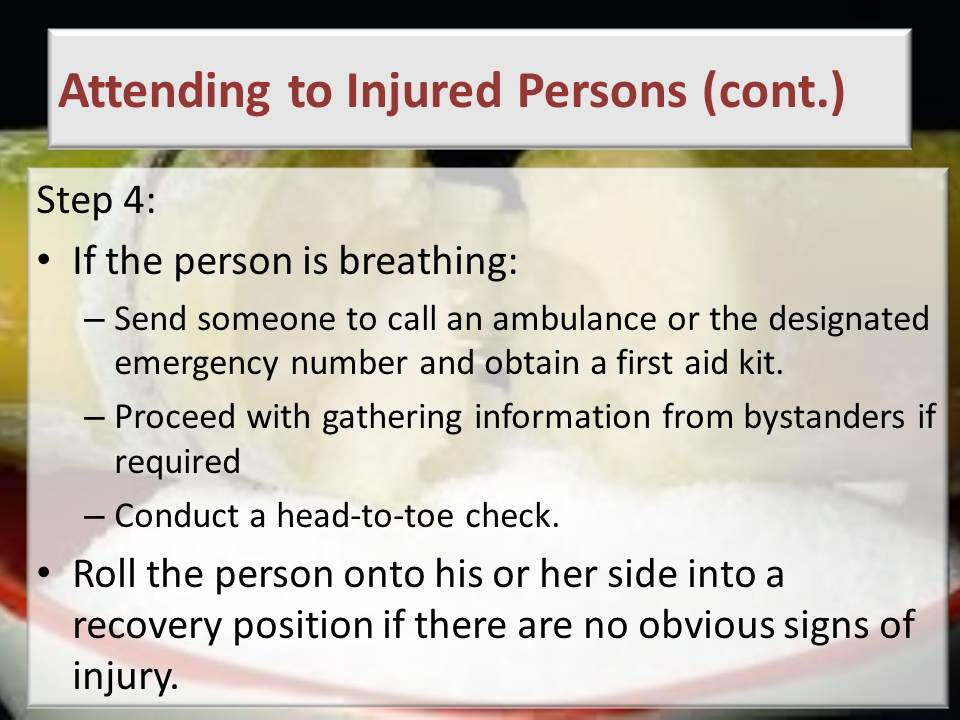 Attending to Injured Persons (cont.)
Step 4:
• If the person is breathing:
– Send someone to call an ambulance or the designated
emergency number and obtain a first aid kit.
– Proceed with gathering information from bystanders if
required
– Conduct a head-to-toe check.
• Roll the person onto his or her side into a
recovery position if there are no obvious signs of
injury.